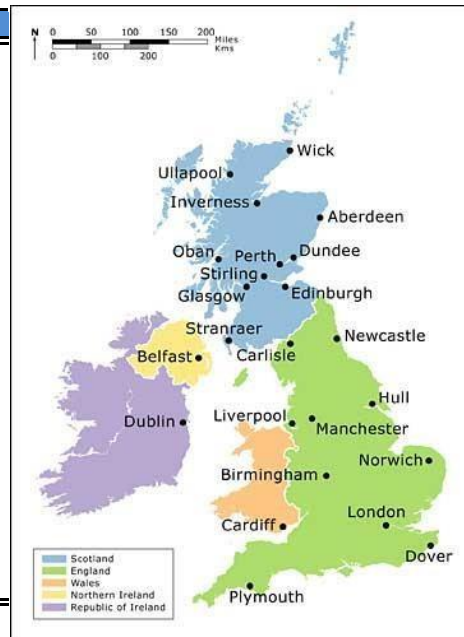 N
0 50 100 150 200 Miles
Kms
100 200
Wick
Ullapool
Inverness
Aberdeen
Oban
Perth
Dundee
Stirling
Glasgow
Edinburgh
Stranraer
Newcastle
Belfast
Carlisle
Hull
Dublin
Liverpool
Manchester
Norwich
Birmingham
London
Cardiff
Dover
Plymouth
Scotland
England
Wales
Northern Ireland
Republic of Ireland